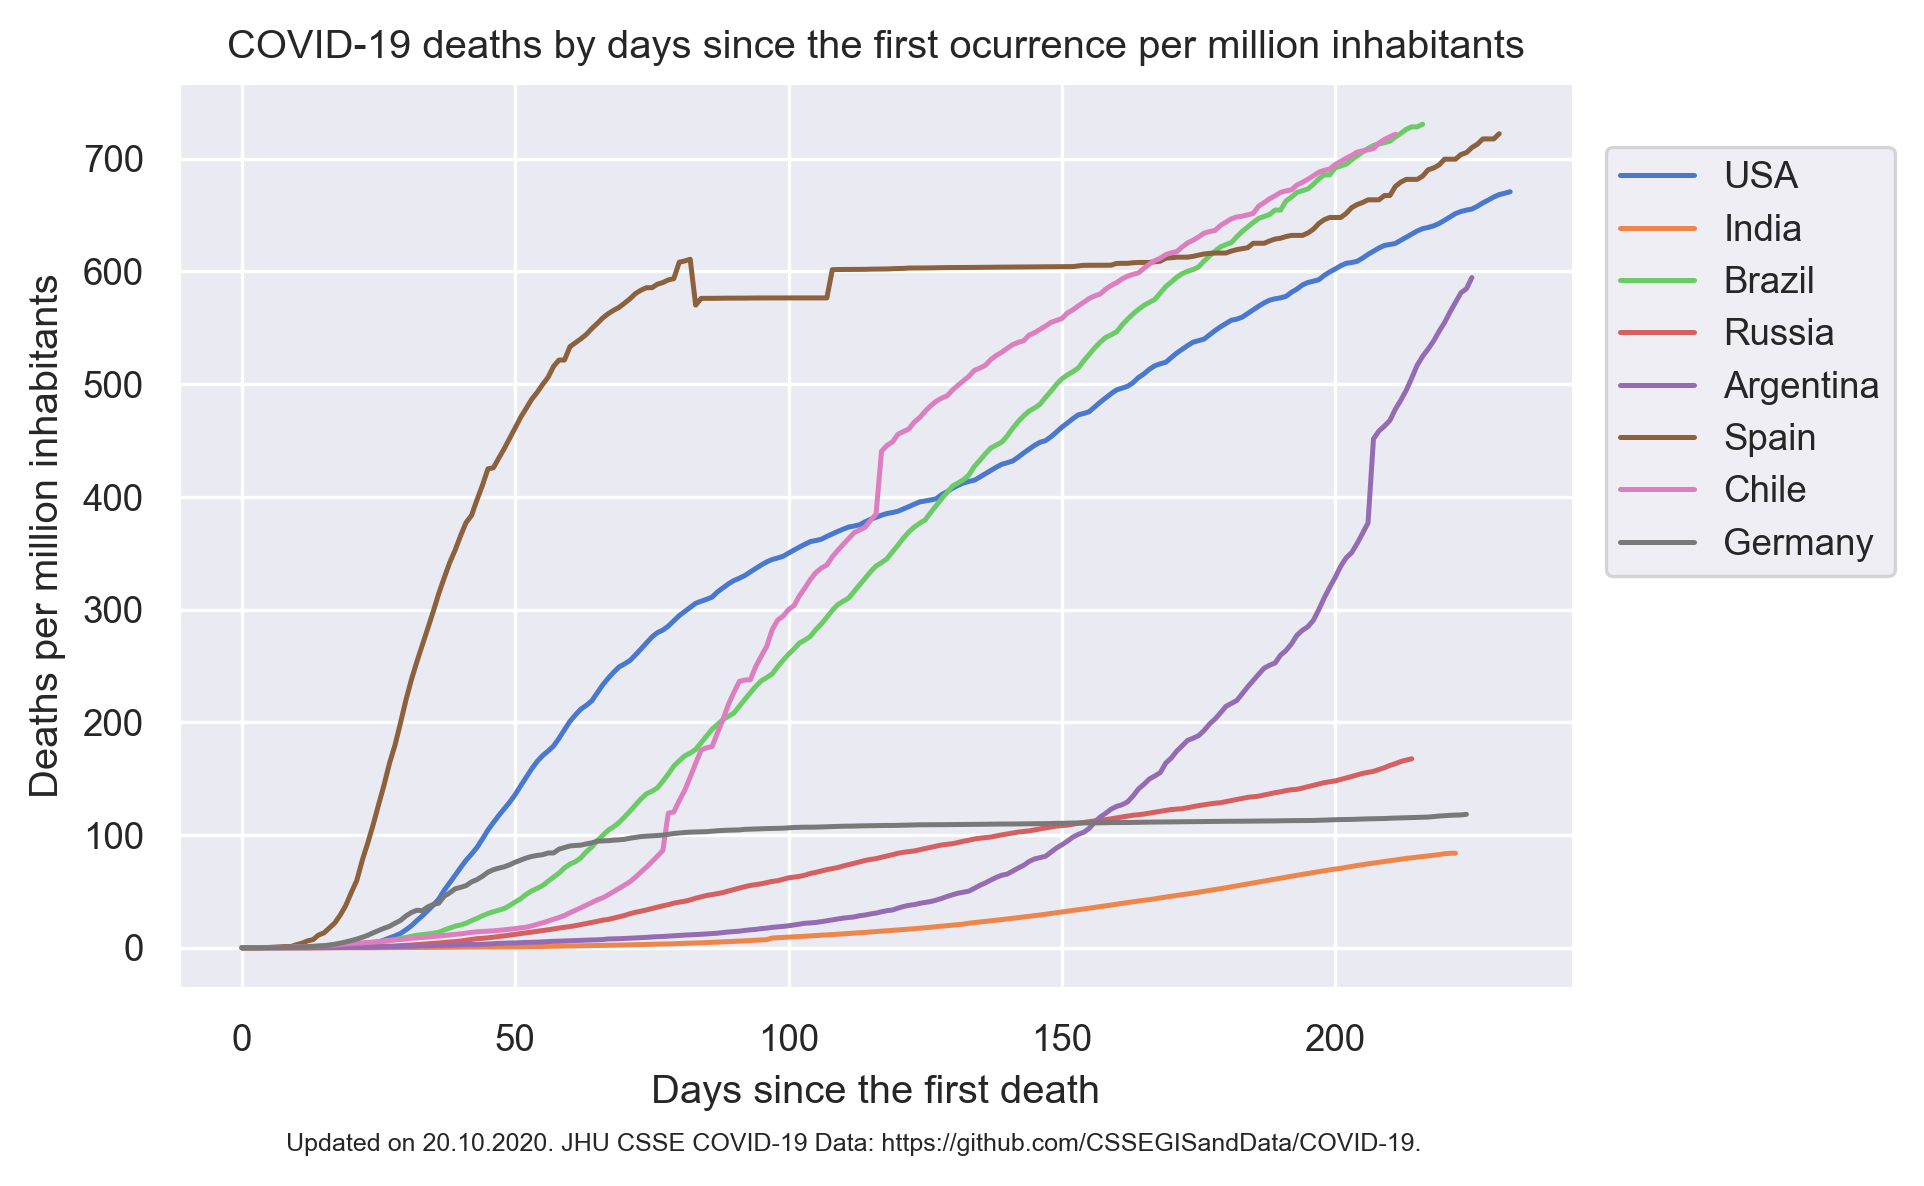 COVID-19 deaths by days since the first ocurrence per million inhabitants
Deaths per million inhabitants
700
600
500
400
300
200
100
0
0
50
100
150
200
Days since the first death
USA
India
Brazil
Russia
Argentina
Spain
Chile
Germany
Updated on 20.10.2020. JHU CSSE COVID-19 Data: https://github.com/CSSEGISandData/COVID-19.